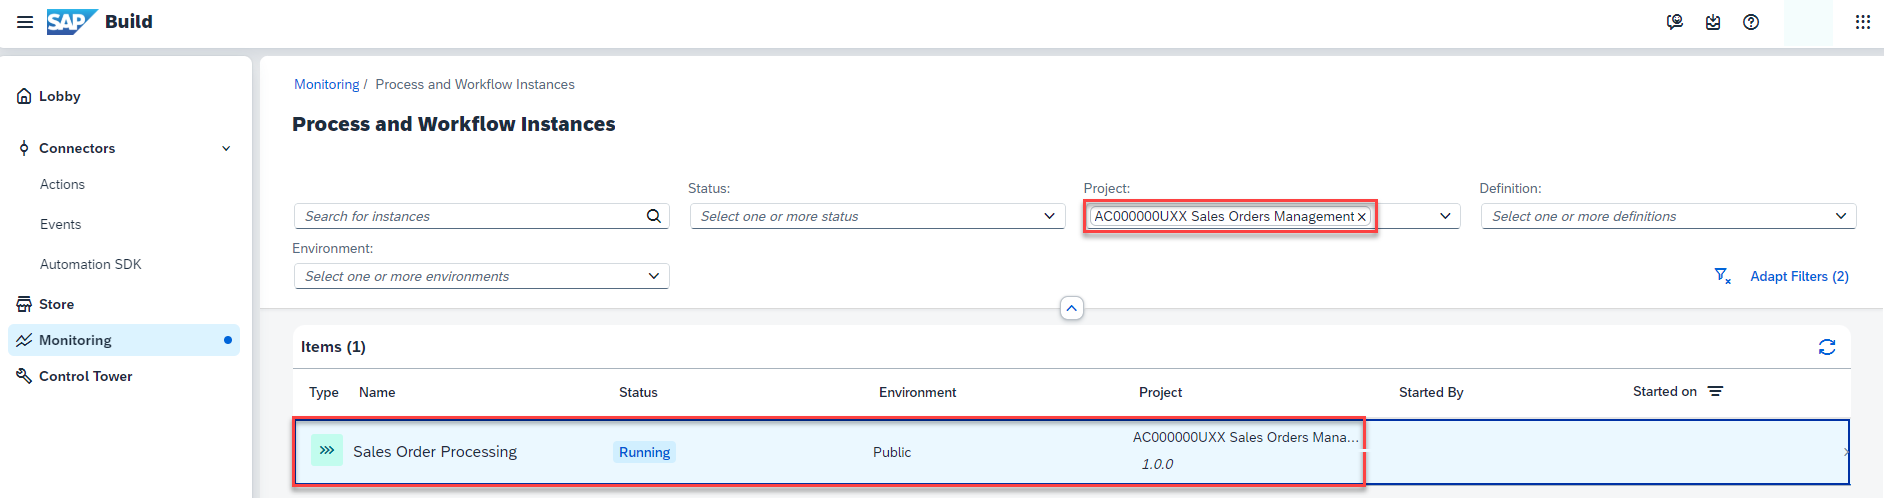 SAP Build
Lobby
Connectors
Actions
Events
Automation SDK
Store
Monitoring
Control Tower
Monitoring / Process and Workflow Instances
Process and Workflow Instances
Search for instances
Status:
Select one or more status
Project:
AC000000UXX Sales Orders Management
Definition:
Select one or more definitions
Environment:
Select one or more environments
Adapt Filters (2)
Items (1)
Type Name Status Environment Project Started By Started on
Sales Order Processing Running Public AC000000UXX Sales Orders Mana...
1.0.0